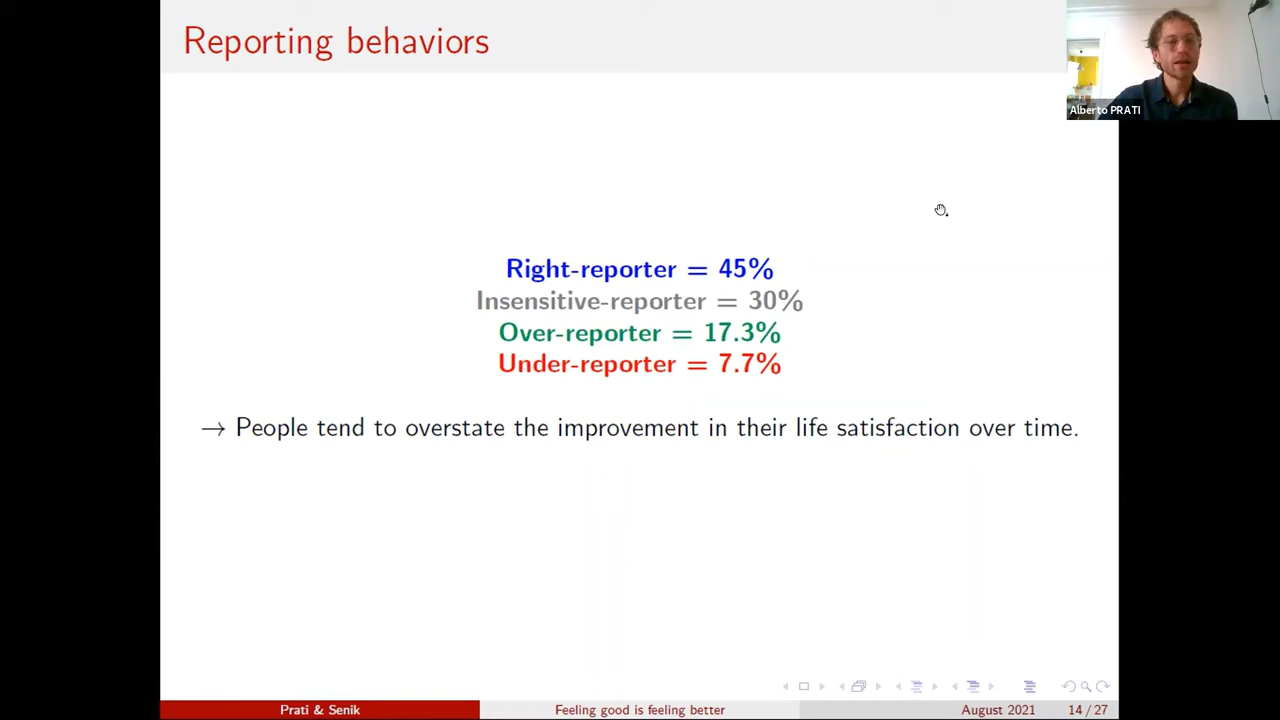 Reporting behaviors
Alberto PRATI
Right-reporter = 45%
Insensitive-reporter = 30%
Over-reporter = 17.3%
Under-reporter = 7.7%
→ People tend to overstate the improvement in their life satisfaction over time.
Prati & Senik
Feeling good is feeling better
August 2021
14 / 27